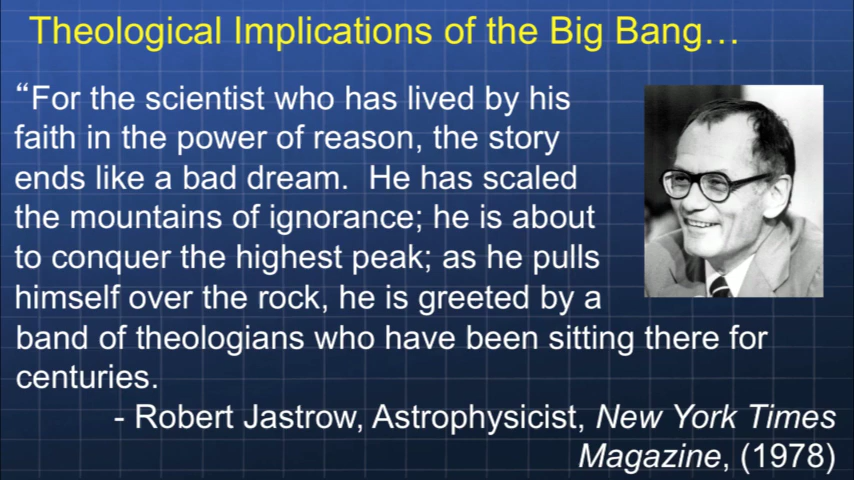 Theological Implications of the Big Bang…
“For the scientist who has lived by his
faith in the power of reason, the story
ends like a bad dream.  He has scaled
the mountains of ignorance; he is about
to conquer the highest peak; as he pulls
himself over the rock, he is greeted by a
band of theologians who have been sitting there for
centuries.
- Robert Jastrow, Astrophysicist, New York Times
Magazine, (1978)